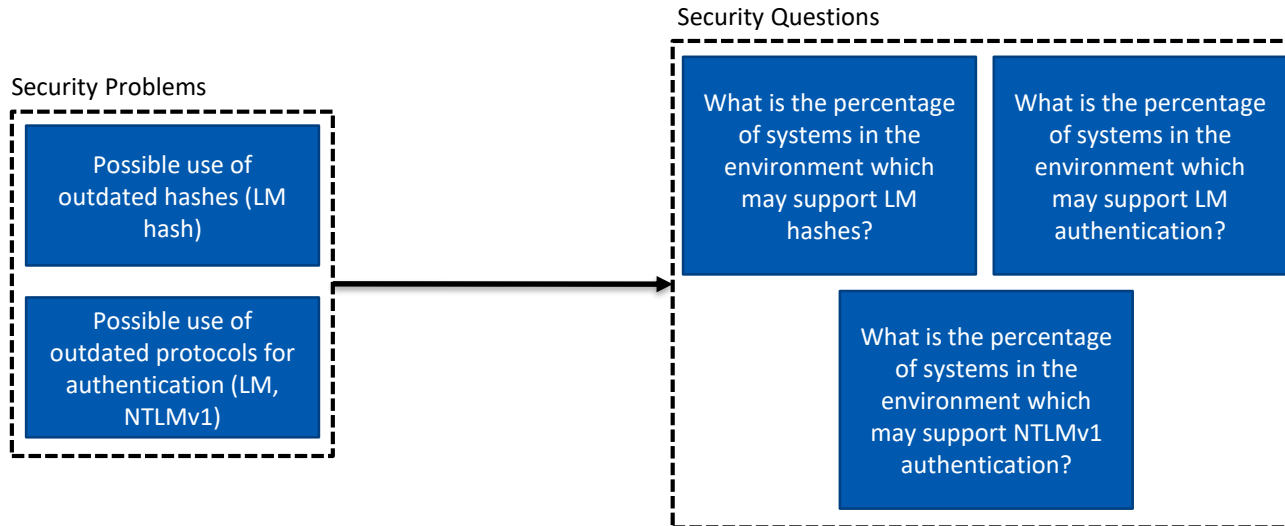 Security Questions
Security Problems
Possible use of
outdated hashes (LM
hash)
Possible use of
outdated protocols for
authentication (LM,
NTLMv1)
What is the percentage
of systems in the
environment which
may support LM
hashes?
What is the percentage
of systems in the
environment which
may support LM
authentication?
What is the percentage
of systems in the
environment which
may support NTLMv1
authentication?